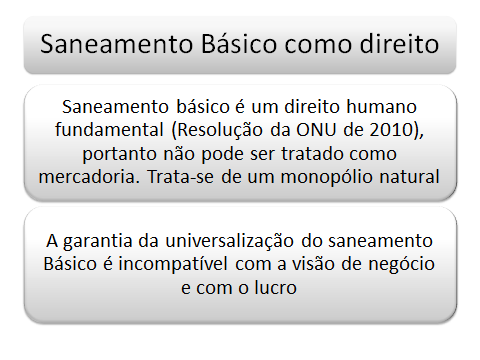 Saneamento Básico como direito
Saneamento básico é um direito humano
fundamental (Resolução da ONU de 2010),
portanto não pode ser tratado como
mercadoria. Trata-se de um monopólio natural
A garantia da universalização do saneamento
Básico é incompatível com a visão de negócio
e com o lucro